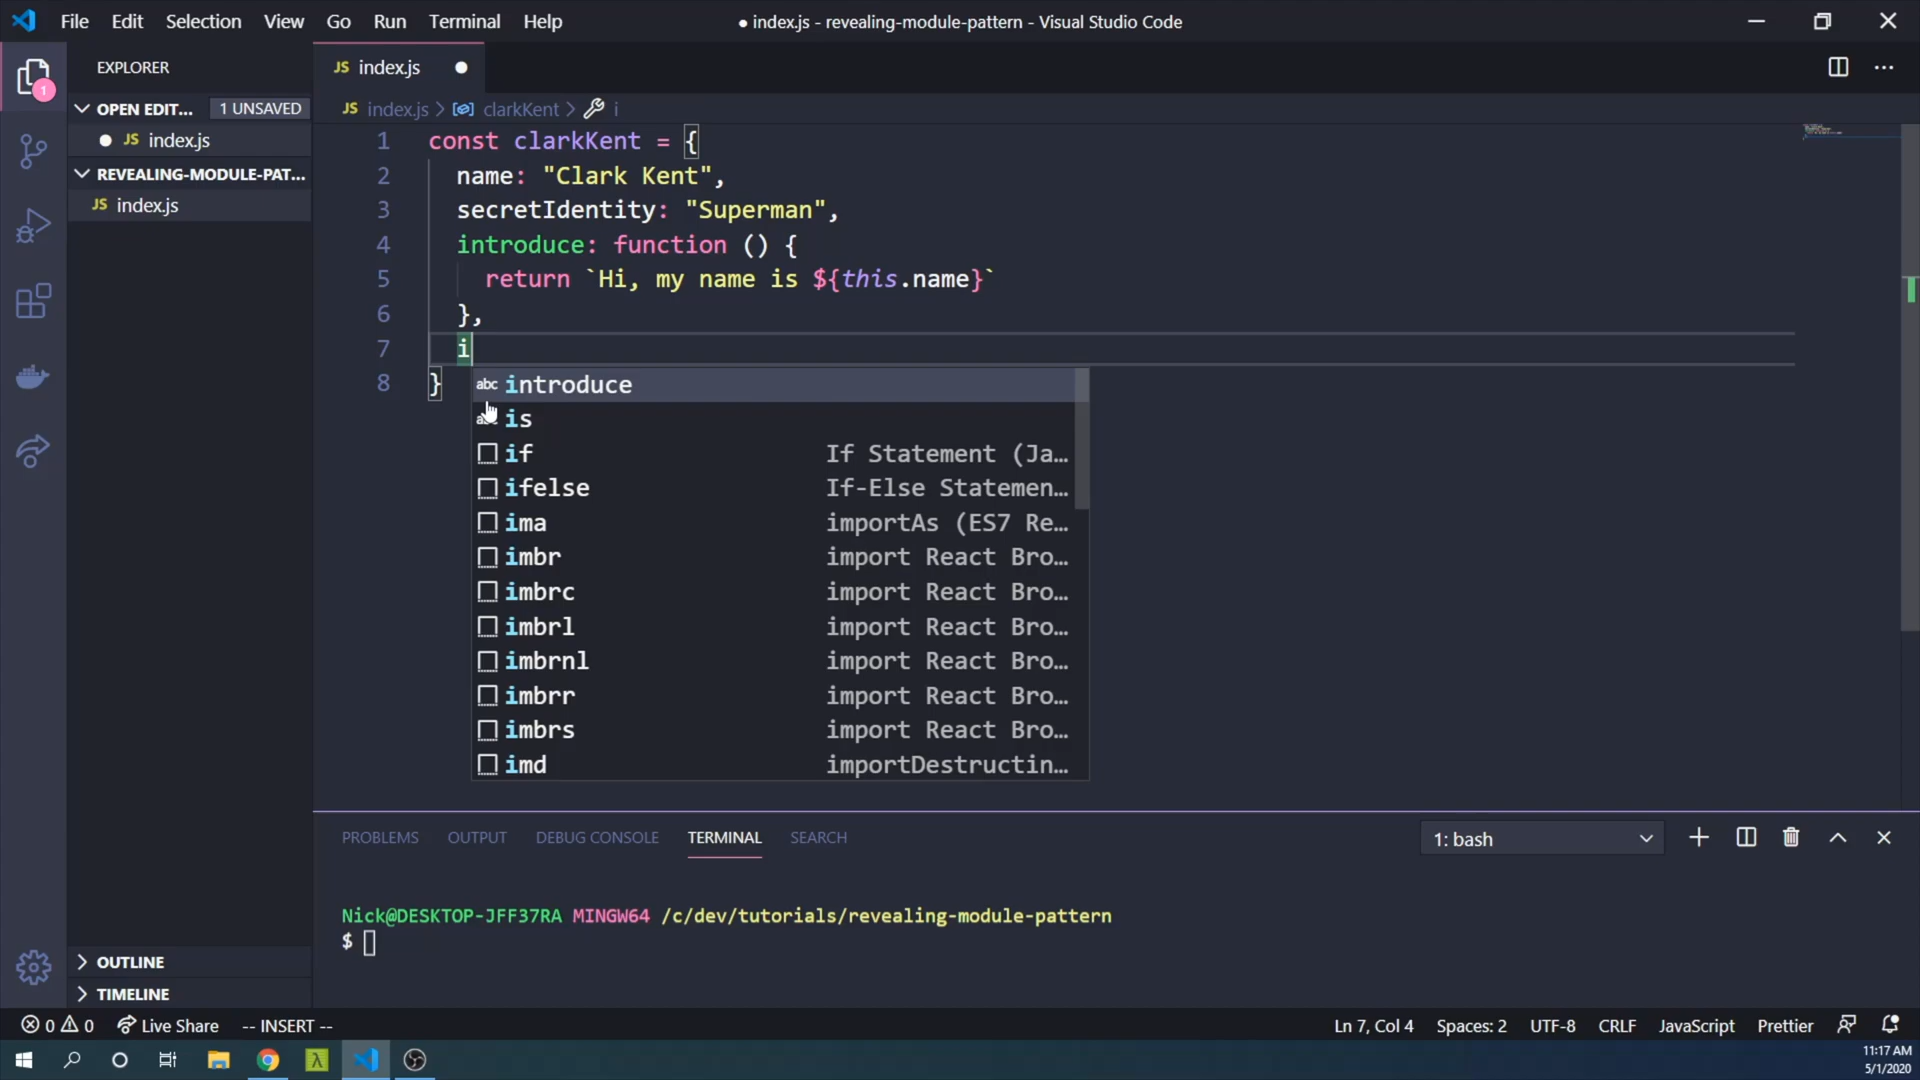 File Edit Selection View Go Run Terminal Help
● index.js - revealing-module-pattern - Visual Studio Code
EXPLORER
OPEN EDIT... 1 UNSAVED
● JS index.js
REVEALING-MODULE-PAT...
JS index.js
1
JS index.js ●
JS index.js > clarkKent > i
1 const clarkKent = {
2 name: "Clark Kent",
3 secretIdentity: "Superman",
4 introduce: function () {
5 return `Hi, my name is ${this.name}`
6 },
7 i
8 }
abc introduce
is
if If Statement (Ja…
ifelse If-Else Statemen…
ima importAs (ES7 Re…
imbr import React Bro…
imbrc import React Bro…
imbrl import React Bro…
imbrnl import React Bro…
imbrr import React Bro…
imbrs import React Bro…
imd importDestructin…
PROBLEMS OUTPUT DEBUG CONSOLE TERMINAL SEARCH
1: bash
Nick@DESKTOP-JFF37RA MINGW64 /c/dev/tutorials/revealing-module-pattern
$
OUTLINE
TIMELINE
0 0 Live Share -- INSERT --
Ln 7, Col 4 Spaces: 2 UTF-8 CRLF JavaScript Prettier
11:17 AM
5/1/2020